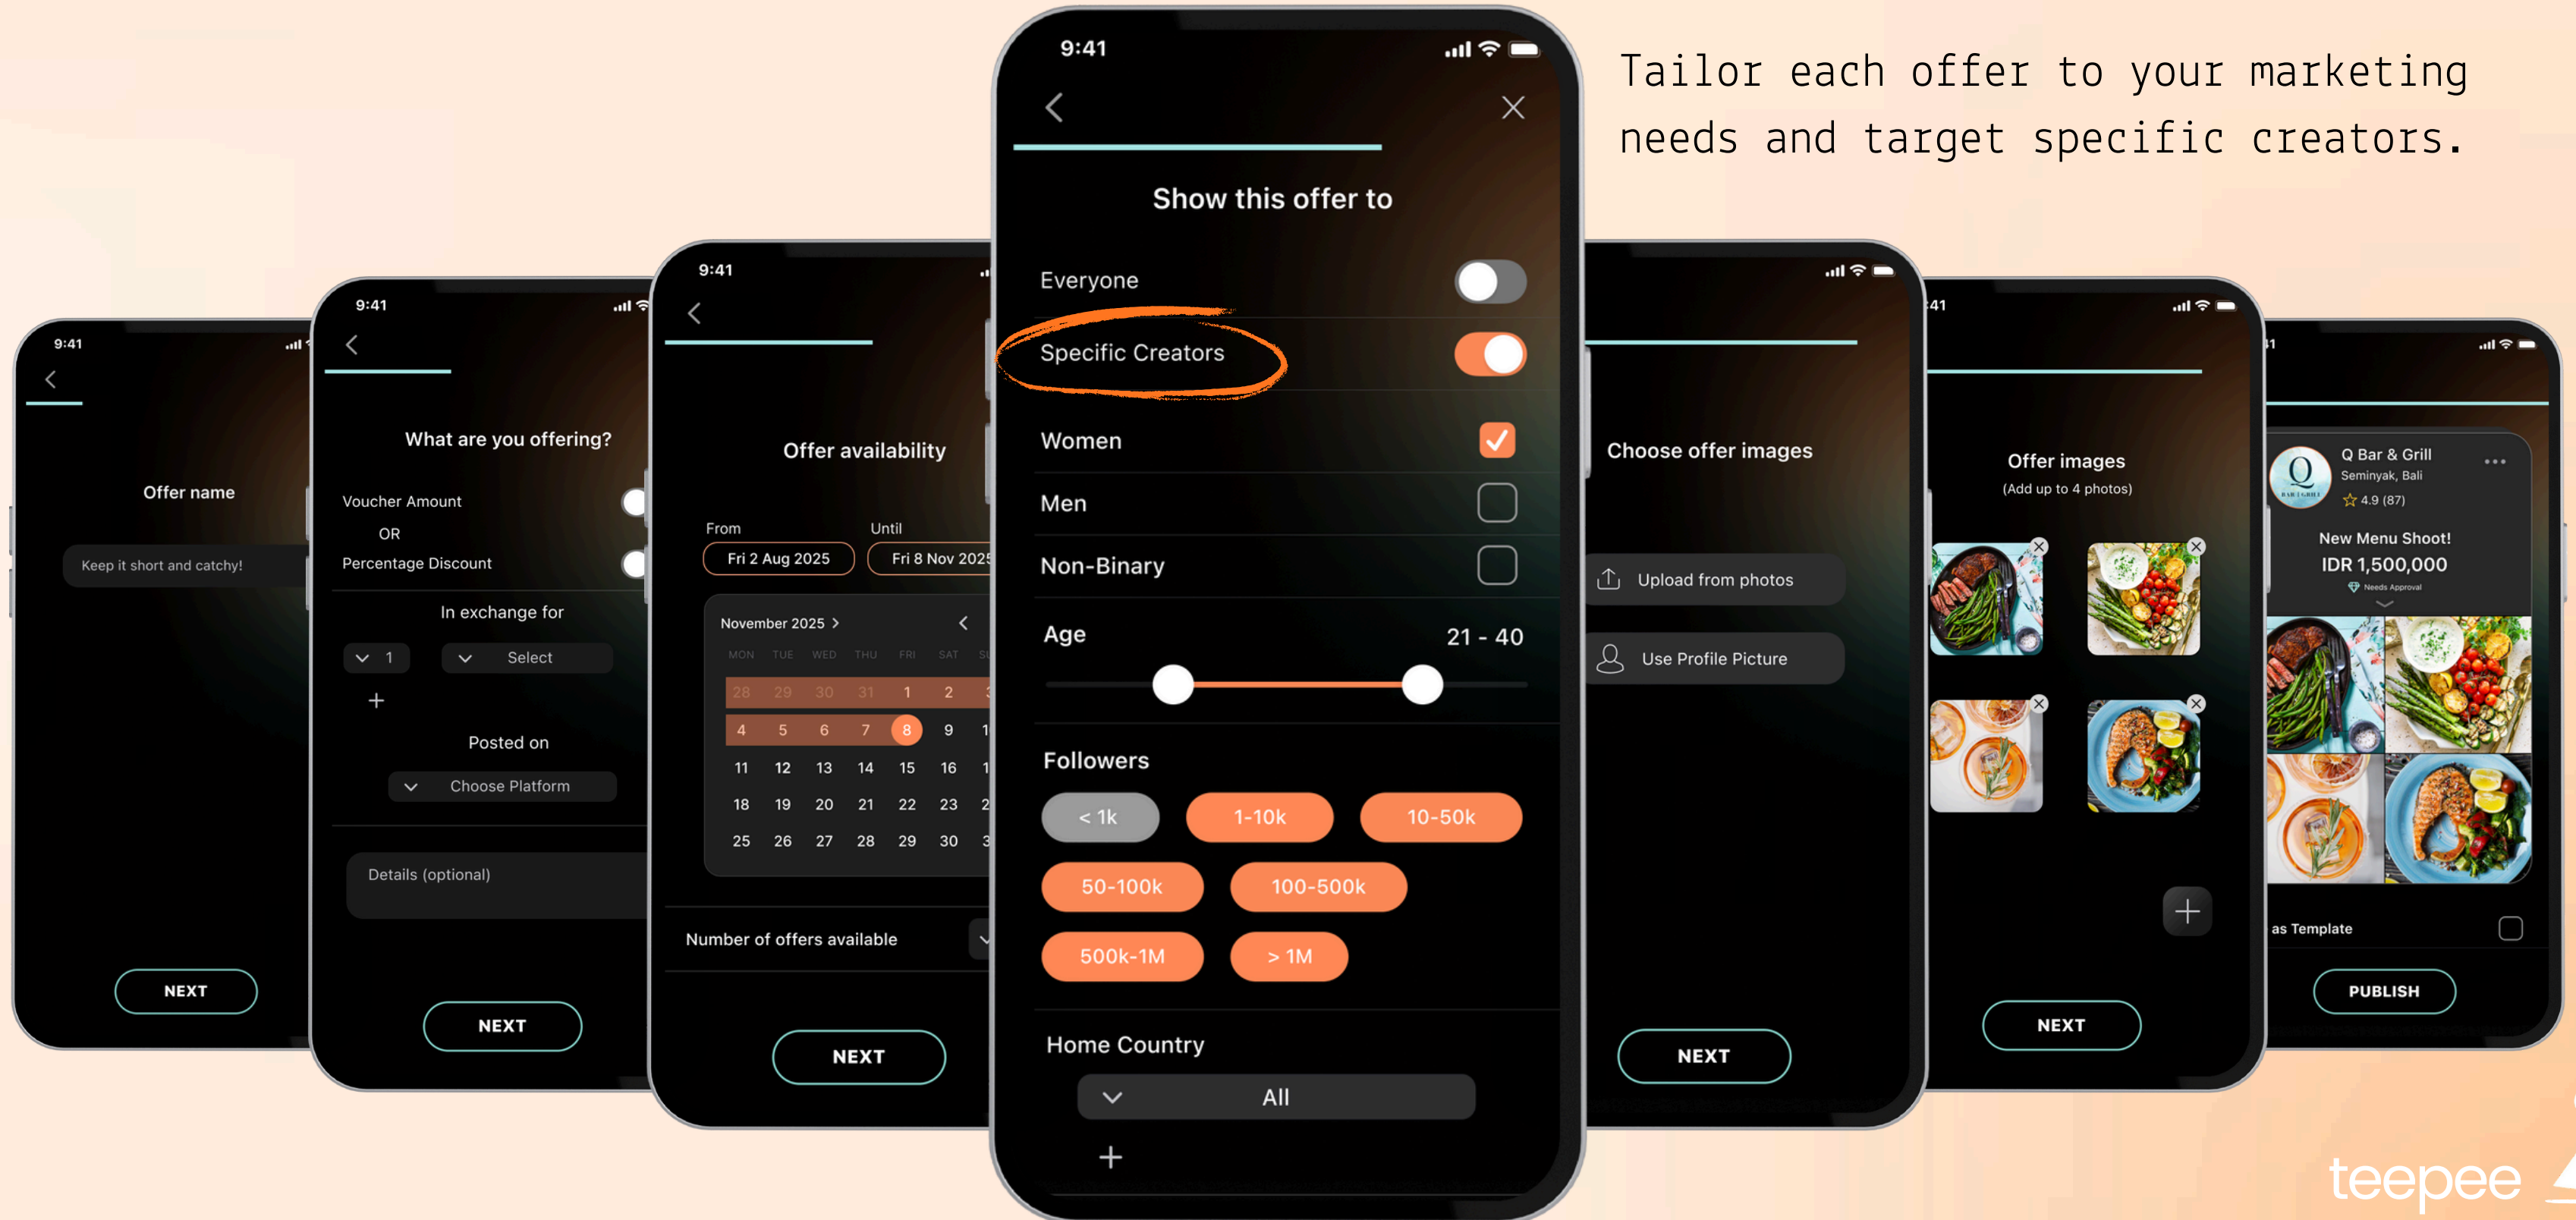 Tailor each offer to your marketing
needs and target specific creators.
9:41
Offer name
Keep it short and catchy!
NEXT
9:41
What are you offering?
Voucher Amount
OR
Percentage Discount
In exchange for
1
Select
+
Posted on
Choose Platform
Details (optional)
NEXT
9:41
Offer availability
From Until
Fri 2 Aug 2025 Fri 8 Nov 2025
November 2025 >
MON TUE WED THU FRI SAT
28 29 30 31 1 2
4 5 6 7 8 9
11 12 13 14 15 16
18 19 20 21 22 23
25 26 27 28 29 30
Number of offers available
NEXT
9:41
Show this offer to
Everyone
Specific Creators
Women
Men
Non-Binary
Age 21 - 40
Followers
< 1k 1-10k 10-50k
50-100k 100-500k
500k-1M > 1M
Home Country
All
+
Choose offer images
Upload from photos
Use Profile Picture
NEXT
:41
Offer images
(Add up to 4 photos)
+
NEXT
Q
BAR & GRILL
Q Bar & Grill
Seminyak, Bali
4.9 (87)
New Menu Shoot!
IDR 1,500,000
Needs Approval
as Template
PUBLISH
teepee